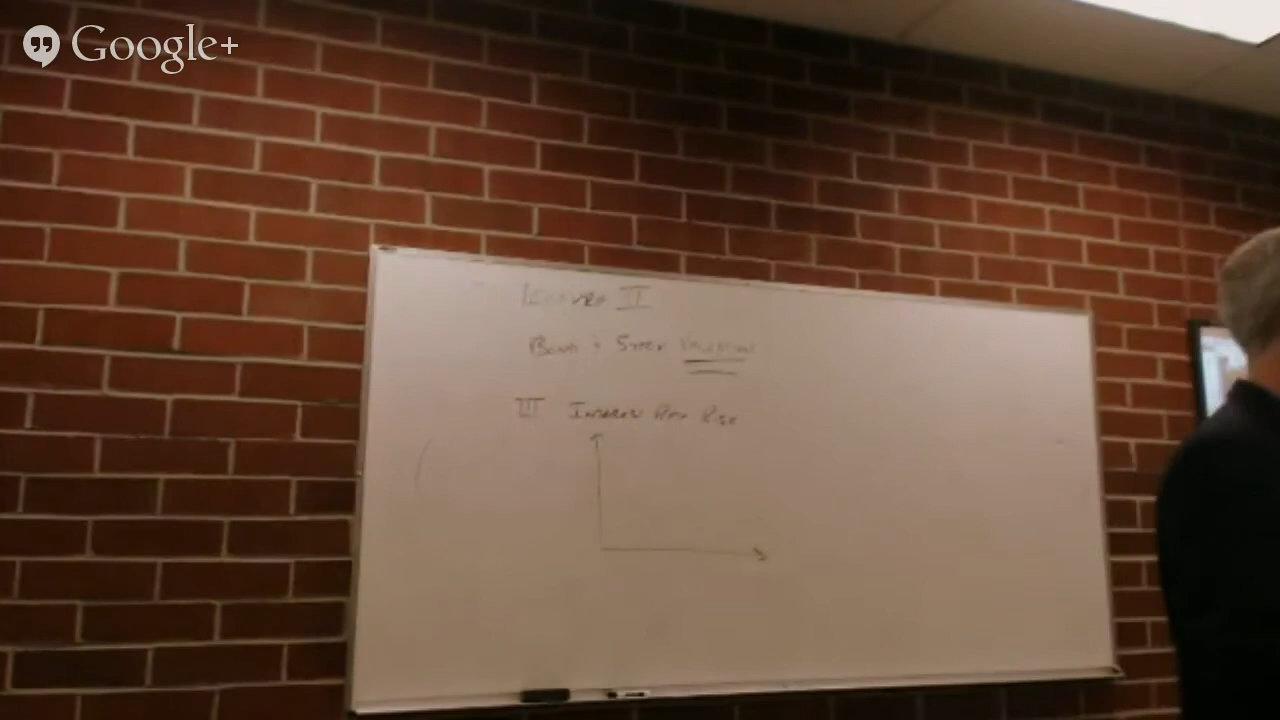 Google+
Lecture II
Bond + Stock Valuation
III Interest Rate Risk